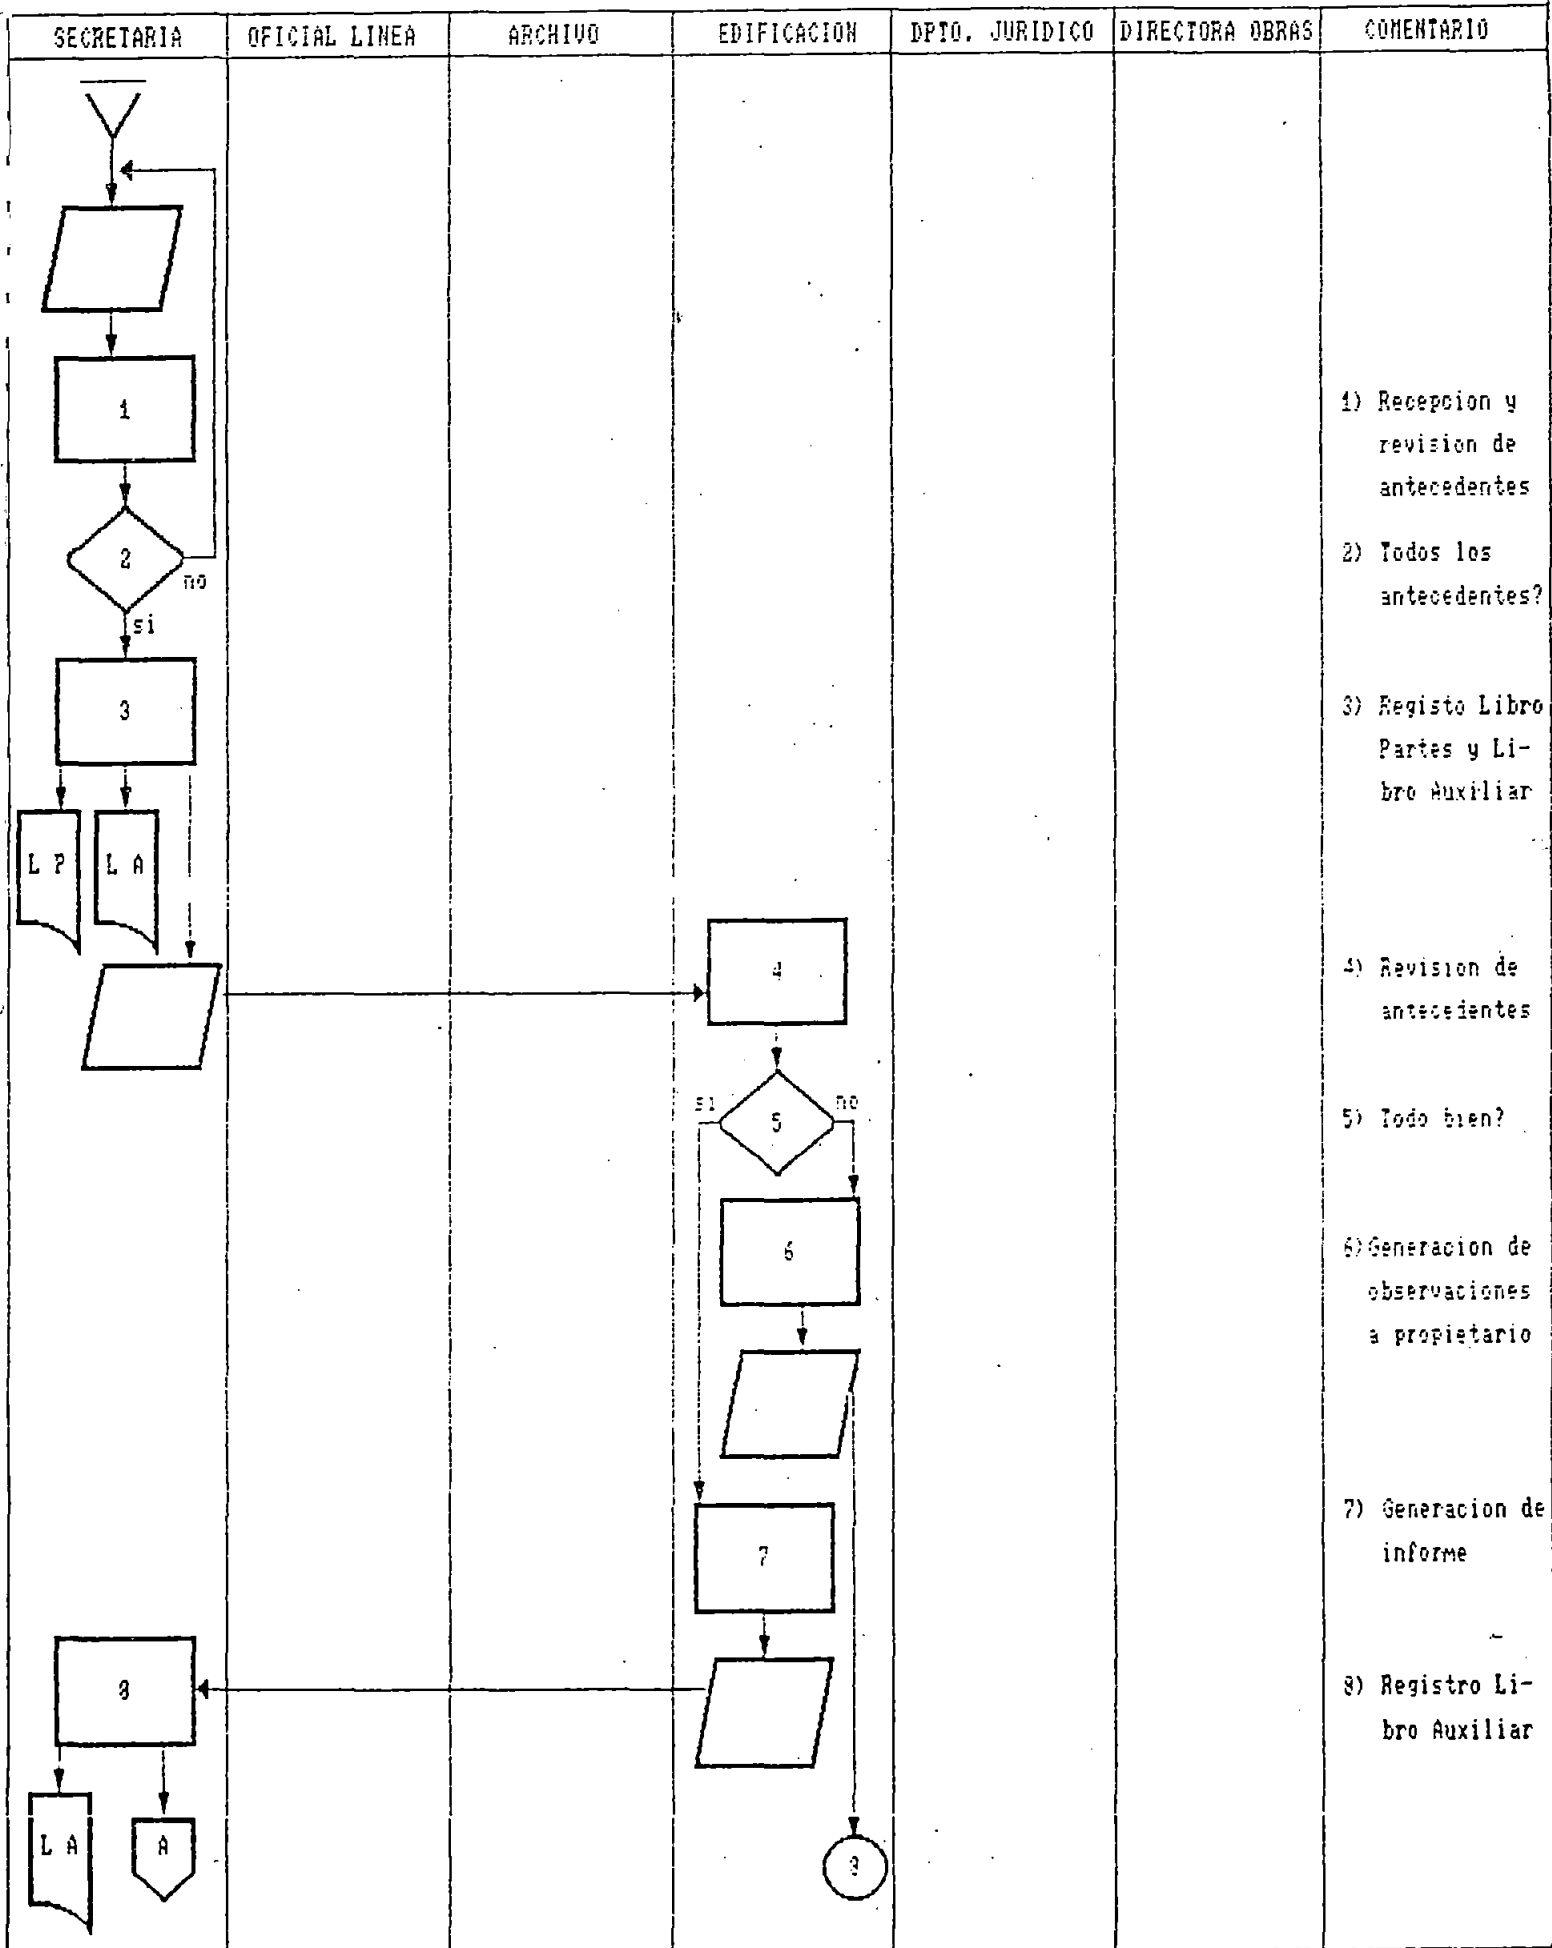 SECRETARIA OFICIAL LINEA ARCHIVO EDIFICACION DPTO. JURIDICO DIRECTORA OBRAS COMENTARIO
1
1) Recepcion y
revision de
antecedentes
2
no
si
2) Todos los
antecedentes?
3
3) Registo Libro
Partes y Li-
bro Auxiliar
L P
L A
4
4) Revision de
antecedentes
si
5
no
5) Todo bien?
6
6) Generacion de
observaciones
a propietario
7
7) Generacion de
informe
8
8) Registro Li-
bro Auxiliar
L A
A